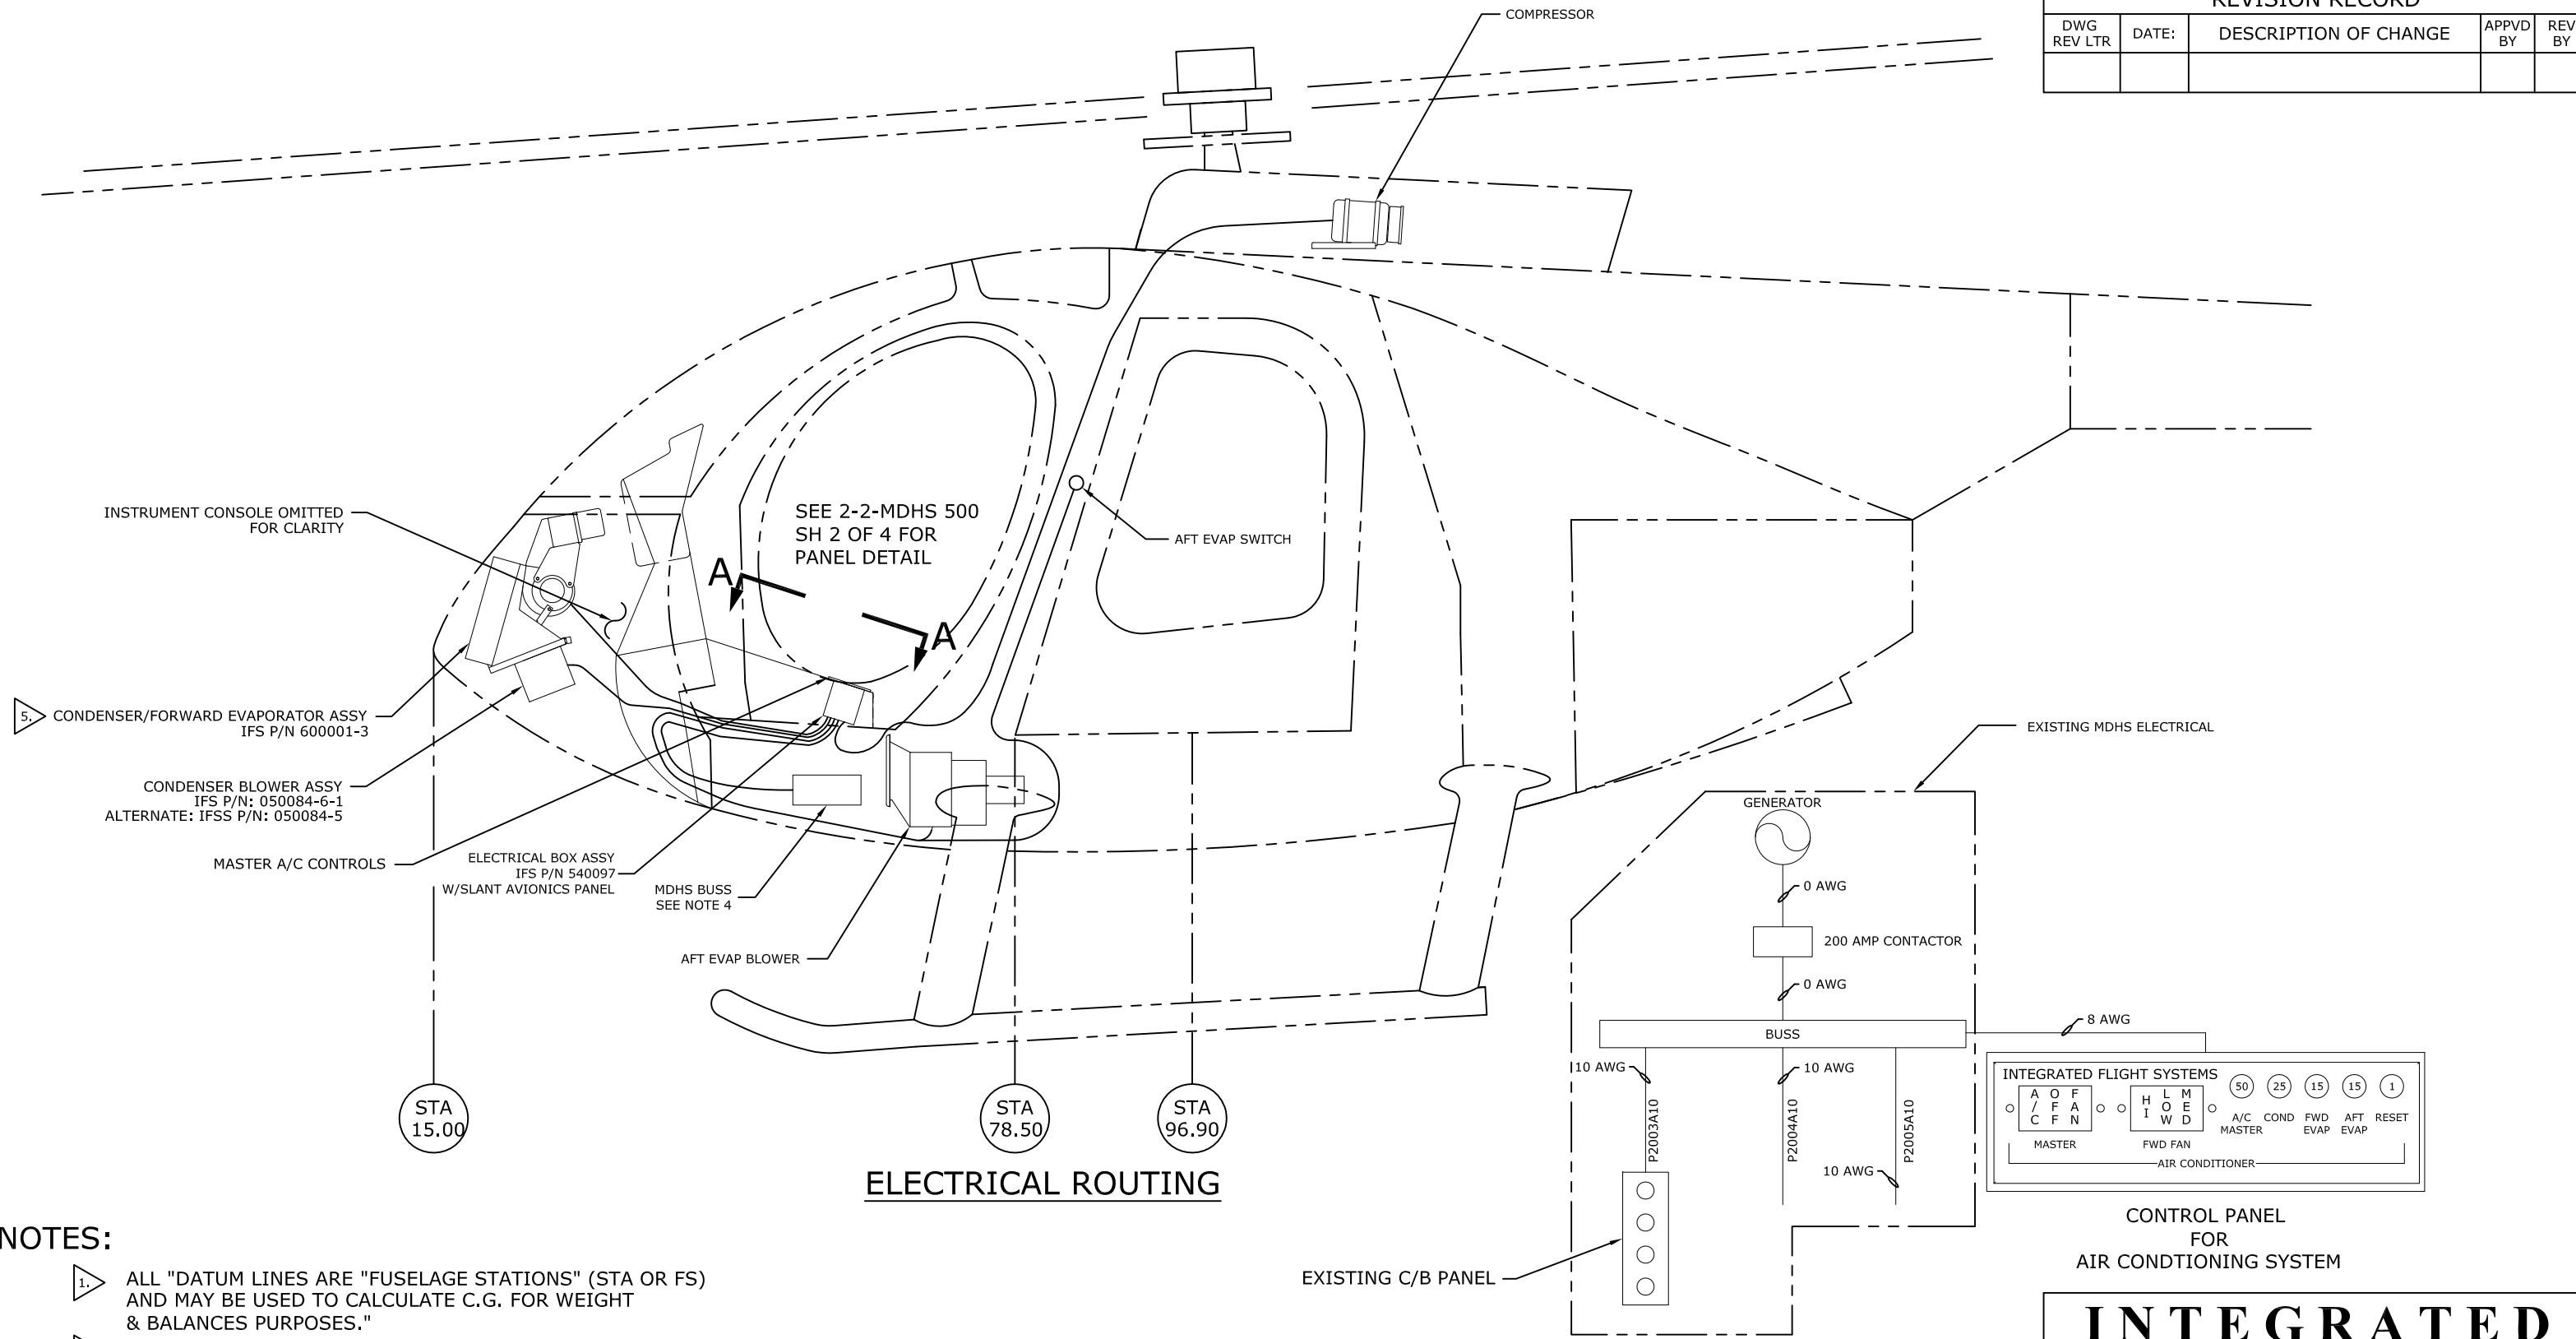 COMPRESSOR
REVISION RECORD
DWG REV LTR
DATE:
DESCRIPTION OF CHANGE
APPVD BY
REV BY
INSTRUMENT CONSOLE OMITTED
FOR CLARITY
SEE 2-2-MDHS 500
SH 2 OF 4 FOR
PANEL DETAIL
A
A
AFT EVAP SWITCH
5.
CONDENSER/FORWARD EVAPORATOR ASSY
IFS P/N 600001-3
CONDENSER BLOWER ASSY
IFS P/N: 050084-6-1
ALTERNATE: IFSS P/N: 050084-5
MASTER A/C CONTROLS
ELECTRICAL BOX ASSY
IFS P/N 540097
W/SLANT AVIONICS PANEL
MDHS BUSS
SEE NOTE 4
AFT EVAP BLOWER
EXISTING MDHS ELECTRICAL
GENERATOR
0 AWG
200 AMP CONTACTOR
0 AWG
BUSS
8 AWG
10 AWG
10 AWG
10 AWG
P2003A10
P2004A10
P2005A10
STA
15.00
STA
78.50
STA
96.90
INTEGRATED FLIGHT SYSTEMS
A/C
OFF
FAN
MASTER
HI
LOW
MED
FWD FAN
50
25
15
15
1
A/C MASTER
COND
FWD EVAP
AFT EVAP
RESET
AIR CONDITIONER
ELECTRICAL ROUTING
CONTROL PANEL
FOR
AIR CONDTIONING SYSTEM
EXISTING C/B PANEL
NOTES:
1.
ALL "DATUM LINES ARE "FUSELAGE STATIONS" (STA OR FS)
AND MAY BE USED TO CALCULATE C.G. FOR WEIGHT
& BALANCES PURPOSES."
INTEGRATED